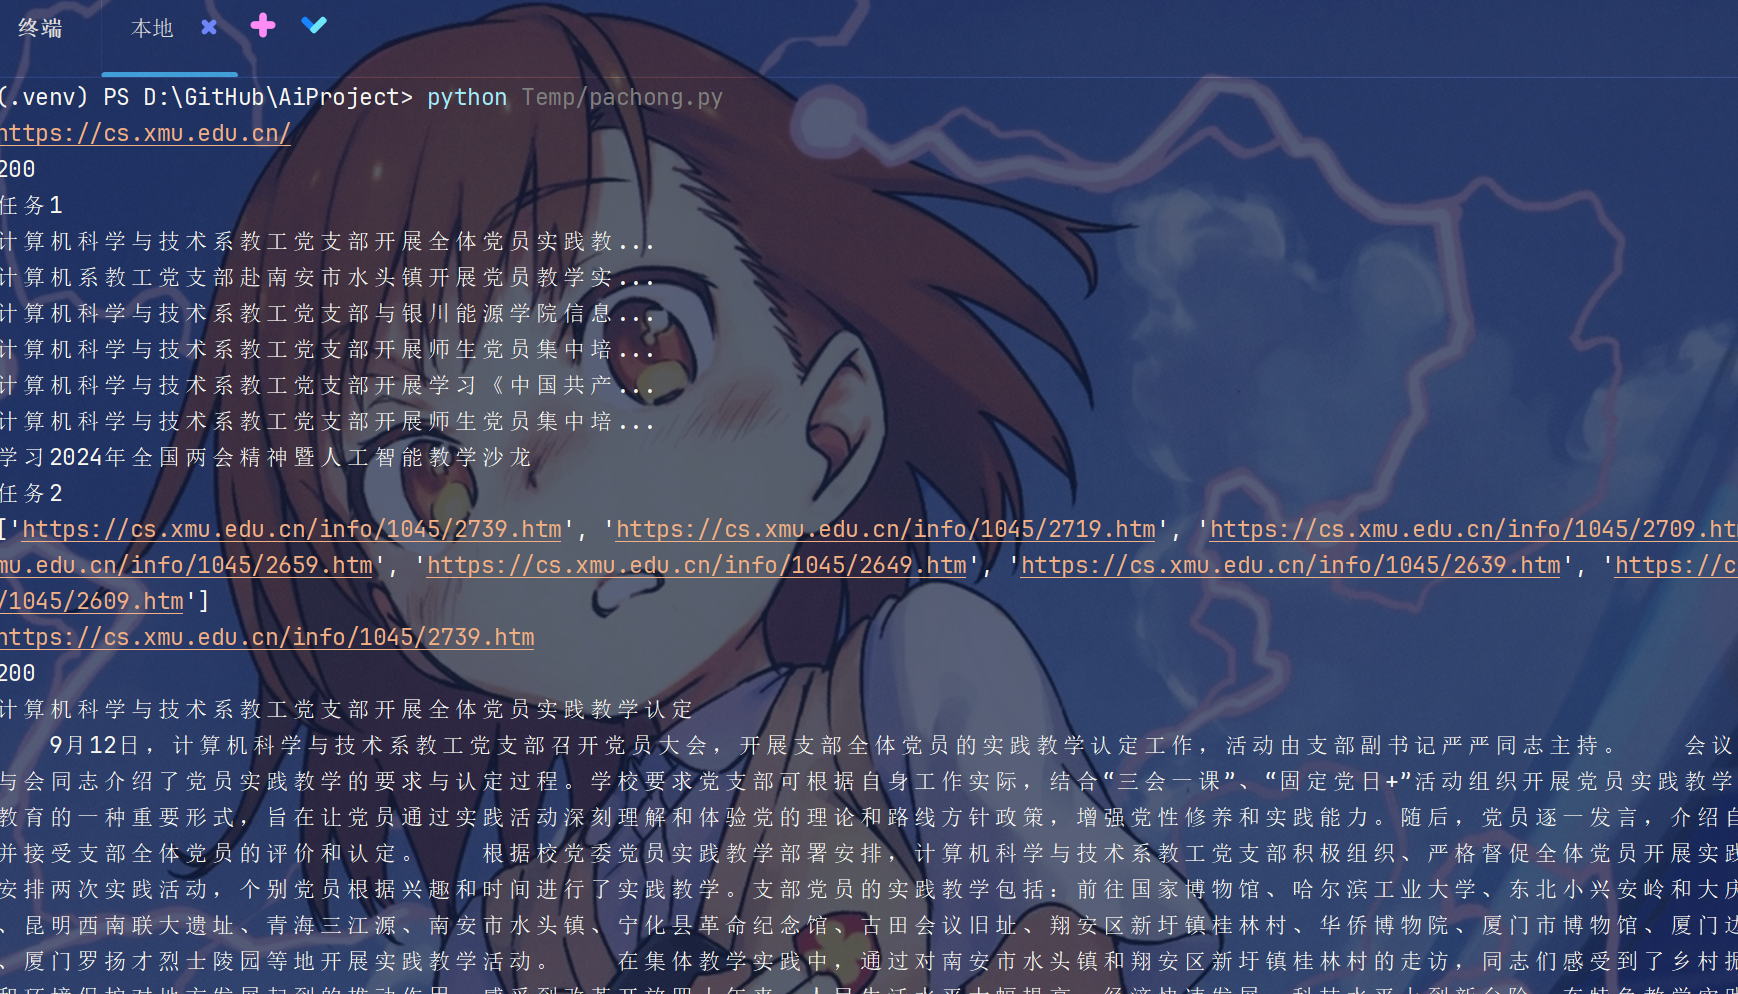 终端 本地
(.venv) PS D:\GitHub\AiProject> python Temp/pachong.py
https://cs.xmu.edu.cn/
200
任务1
计算机科学与技术系教工党支部开展全体党员实践教...
计算机系教工党支部赴南安市水头镇开展党员教学实...
计算机科学与技术系教工党支部与银川能源学院信息...
计算机科学与技术系教工党支部开展师生党员集中培...
计算机科学与技术系教工党支部开展学习《中国共产...
计算机科学与技术系教工党支部开展师生党员集中培...
学习2024年全国两会精神暨人工智能教学沙龙
任务2
['https://cs.xmu.edu.cn/info/1045/2739.htm', 'https://cs.xmu.edu.cn/info/1045/2719.htm', 'https://cs.xmu.edu.cn/info/1045/2709.ht
mu.edu.cn/info/1045/2659.htm', 'https://cs.xmu.edu.cn/info/1045/2649.htm', 'https://cs.xmu.edu.cn/info/1045/2639.htm', 'https://c
/1045/2609.htm']
https://cs.xmu.edu.cn/info/1045/2739.htm
200
计算机科学与技术系教工党支部开展全体党员实践教学认定
9月12日，计算机科学与技术系教工党支部召开党员大会，开展支部全体党员的实践教学认定工作，活动由支部副书记严严同志主持。 会议
与会同志介绍了党员实践教学的要求与认定过程。学校要求党支部可根据自身工作实际，结合“三会一课”、“固定党日+”活动组织开展党员实践教学
教育的一种重要形式，旨在让党员通过实践活动深刻理解和体验党的理论和路线方针政策，增强党性修养和实践能力。随后，党员逐一发言，介绍自
并接受支部全体党员的评价和认定。 根据校党委党员实践教学部署安排，计算机科学与技术系教工党支部积极组织、严格督促全体党员开展实践
安排两次实践活动，个别党员根据兴趣和时间进行了实践教学。支部党员的实践教学包括：前往国家博物馆、哈尔滨工业大学、东北小兴安岭和大庆
、昆明西南联大遗址、青海三江源、南安市水头镇、宁化县革命纪念馆、古田会议旧址、翔安区新圩镇桂林村、华侨博物院、厦门市博物馆、厦门边
、厦门罗扬才烈士陵园等地开展实践教学活动。 在集体教学实践中，通过对南安市水头镇和翔安区新圩镇桂林村的走访，同志们感受到了乡村振